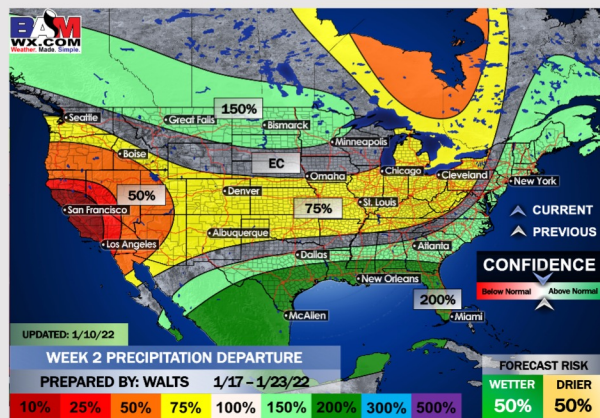 BAM
WX.COM
Weather. Made. Simple.
Seattle
Great Falls
150%
Bismarck
Minneapolis
Boise
EC
Omaha
Chicago
Cleveland
New York
50%
Denver
75%
St. Louis
San Francisco
Los Angeles
Albuquerque
Dallas
Atlanta
New Orleans
McAllen
200%
Miami
CURRENT
PREVIOUS
CONFIDENCE
Below Normal Above Normal
UPDATED: 1/10/22
WEEK 2 PRECIPITATION DEPARTURE
PREPARED BY: WALTS 1/17 – 1/23/22
10% 25% 50% 75% 100% 150% 200% 300% 500%
FORECAST RISK
WETTER DRIER
50% 50%